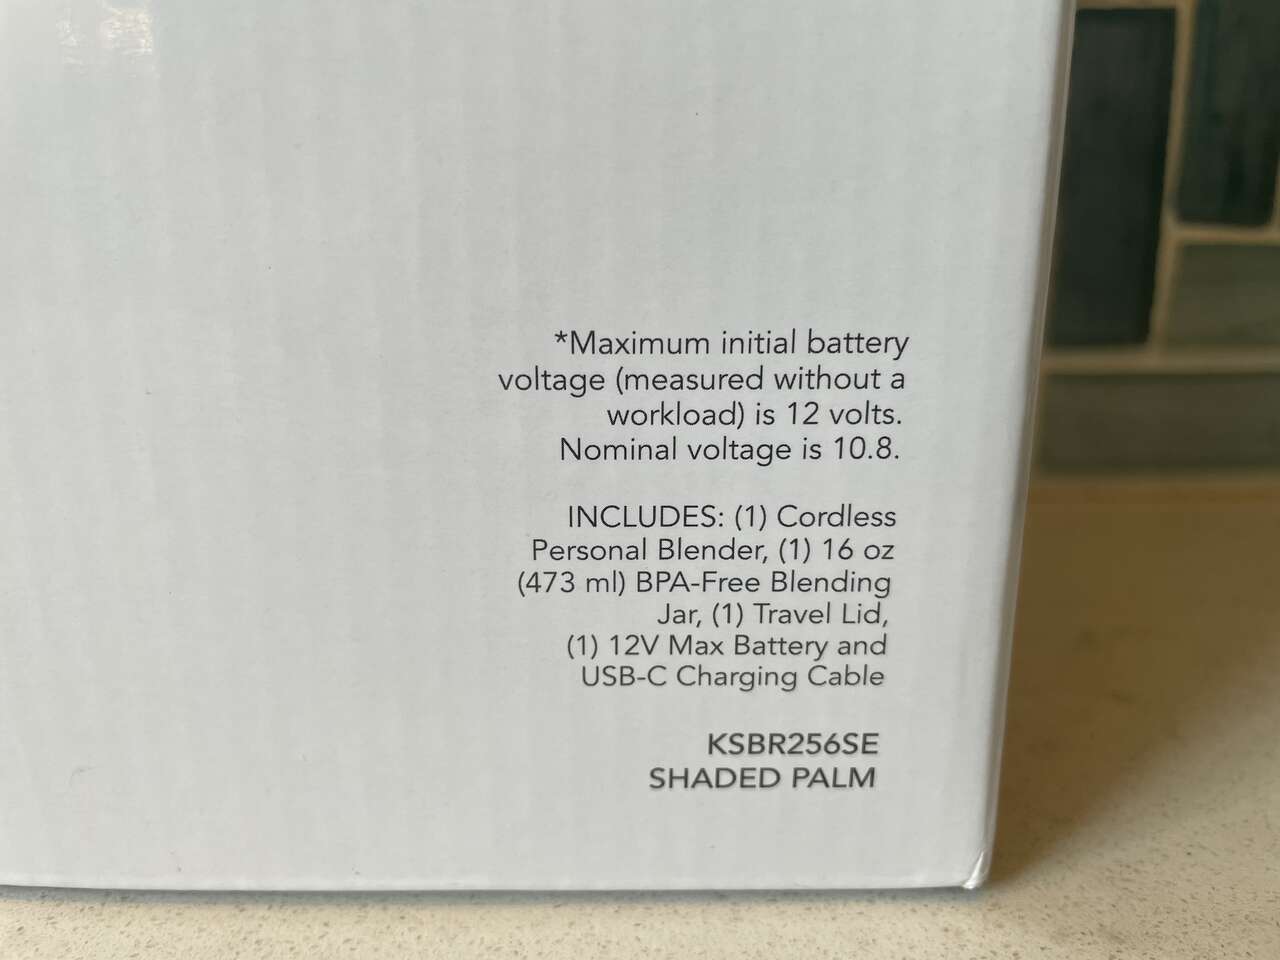 *Maximum initial battery
voltage (measured without a
workload) is 12 volts.
Nominal voltage is 10.8.
INCLUDES: (1) Cordless
Personal Blender, (1) 16 oz
(473 ml) BPA-Free Blending
Jar, (1) Travel Lid,
(1) 12V Max Battery and
USB-C Charging Cable
KSBR256SE
SHADED PALM